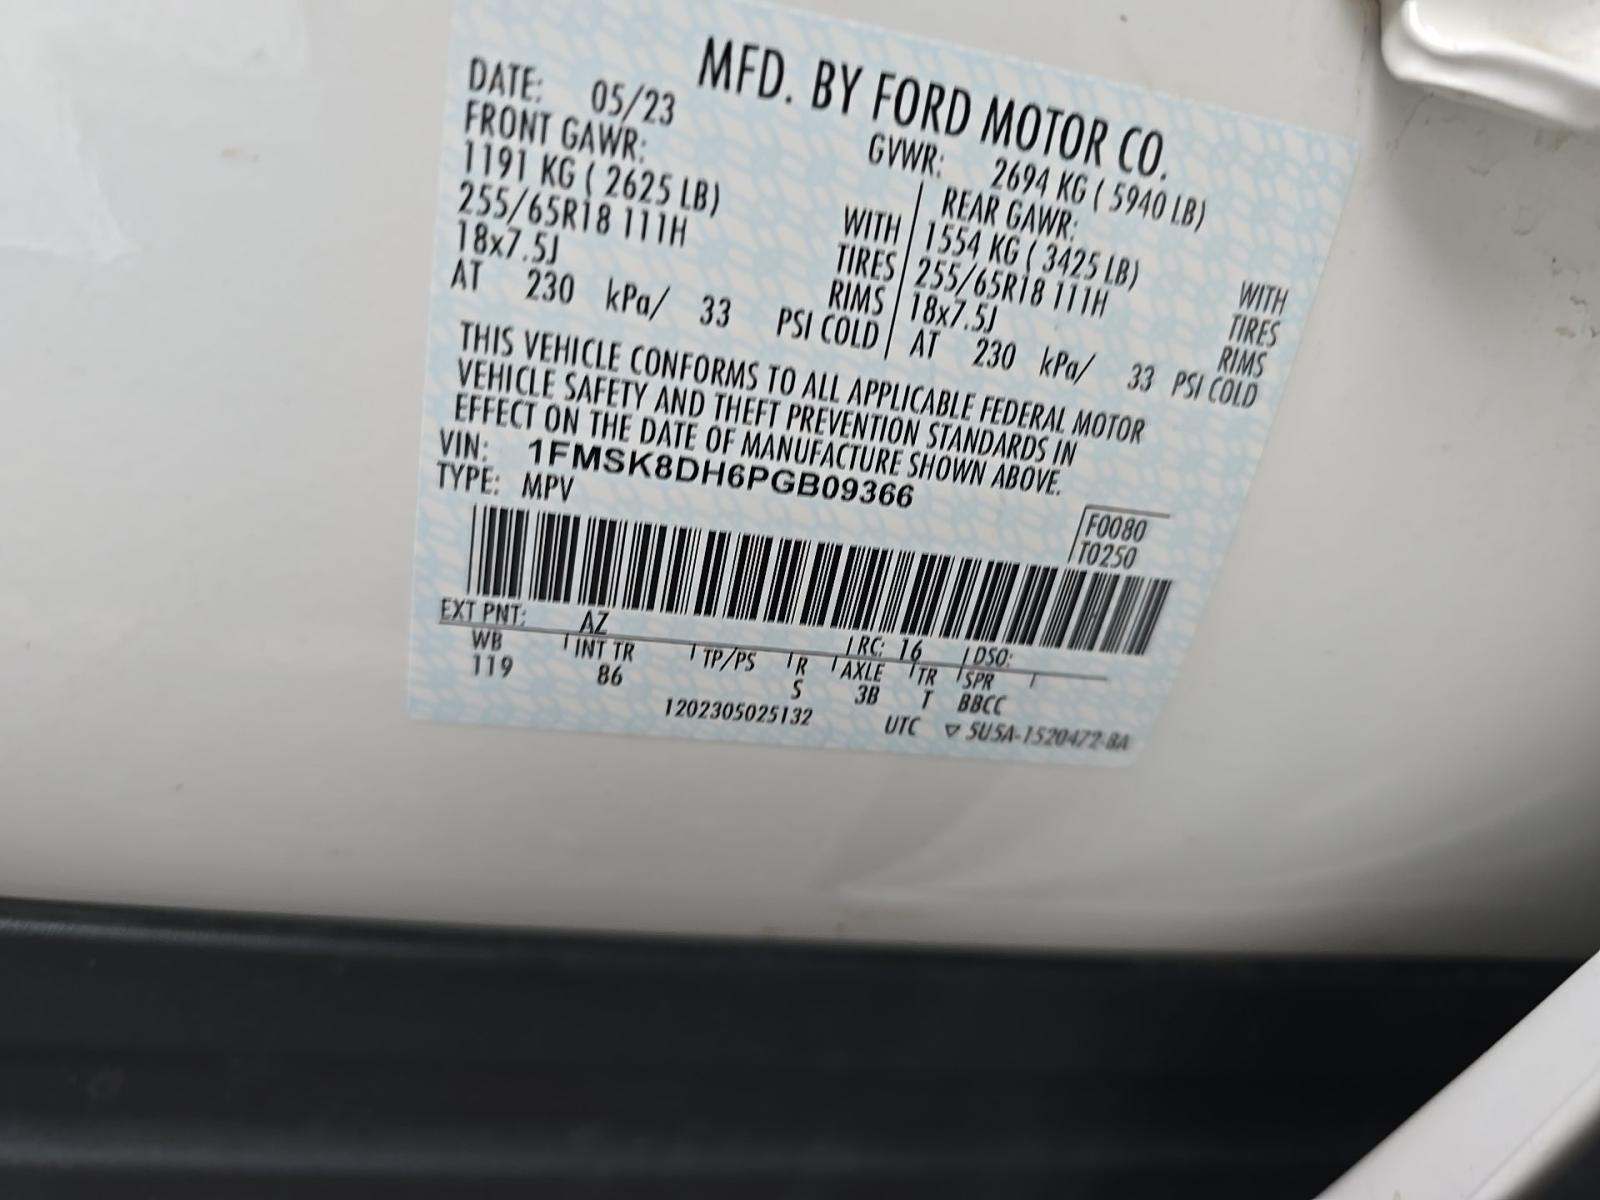 MFD. BY FORD MOTOR CO.
DATE: 05/23 GVWR: 2694 KG ( 5940 LB)
FRONT GAWR: REAR GAWR:
1191 KG ( 2625 LB) WITH 1554 KG ( 3425 LB) WITH
255/65R18 111H TIRES 255/65R18 111H TIRES
18x7.5J RIMS 18x7.5J RIMS
AT 230 kPa/ 33 PSI COLD AT 230 kPa/ 33 PSI COLD
THIS VEHICLE CONFORMS TO ALL APPLICABLE FEDERAL MOTOR
VEHICLE SAFETY AND THEFT PREVENTION STANDARDS IN
EFFECT ON THE DATE OF MANUFACTURE SHOWN ABOVE.
VIN: 1FMSK8DH6PGB09366
TYPE: MPV
F0080
T0250
EXT PNT: AZ RC: 16 DSO:
WB INT TR TP/PS R AXLE TR SPR
119 86 S 3B T BBCC
1202305025132 UTC ▽ 5U5A-1520472-BA